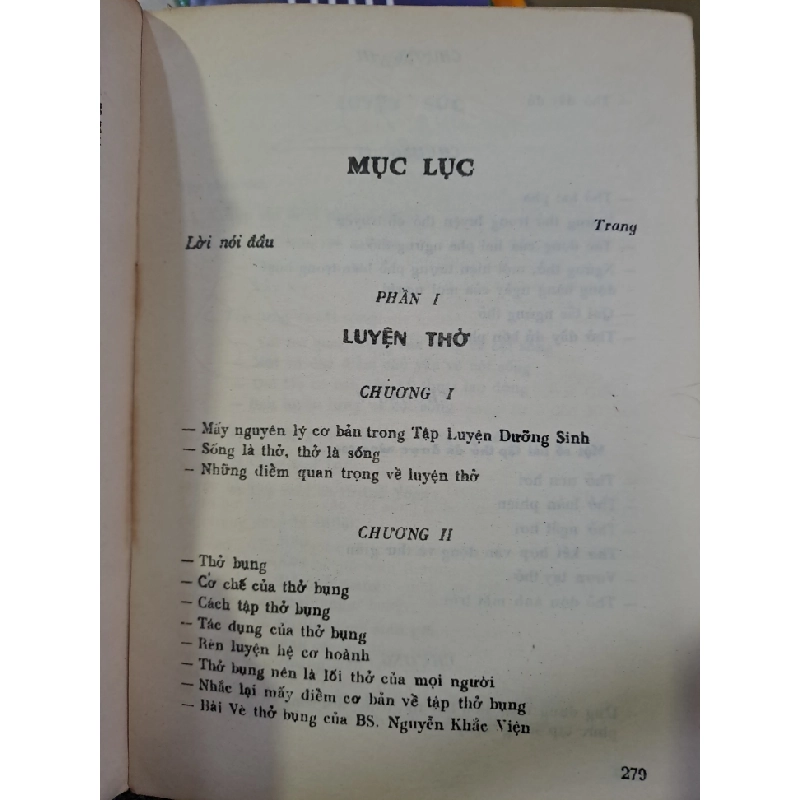 MỤC LỤC
Trang
Lời nói đầu
PHẦN I
LUYỆN THỞ
CHƯƠNG I
— Mấy nguyên lý cơ bản trong Tập Luyện Dưỡng Sinh
— Sống là thở, thở là sống
— Những điểm quan trọng về luyện thở
CHƯƠNG II
— Thở bụng
— Cơ chế của thở bụng
— Cách tập thở bụng
— Tác dụng của thở bụng
— Rèn luyện hệ cơ hoành
— Thở bụng nên là lối thở của mọi người
— Nhắc lại mấy điểm cơ bản về tập thở bụng
— Bài Vè thở bụng của BS. Nguyễn Khắc Viện
279